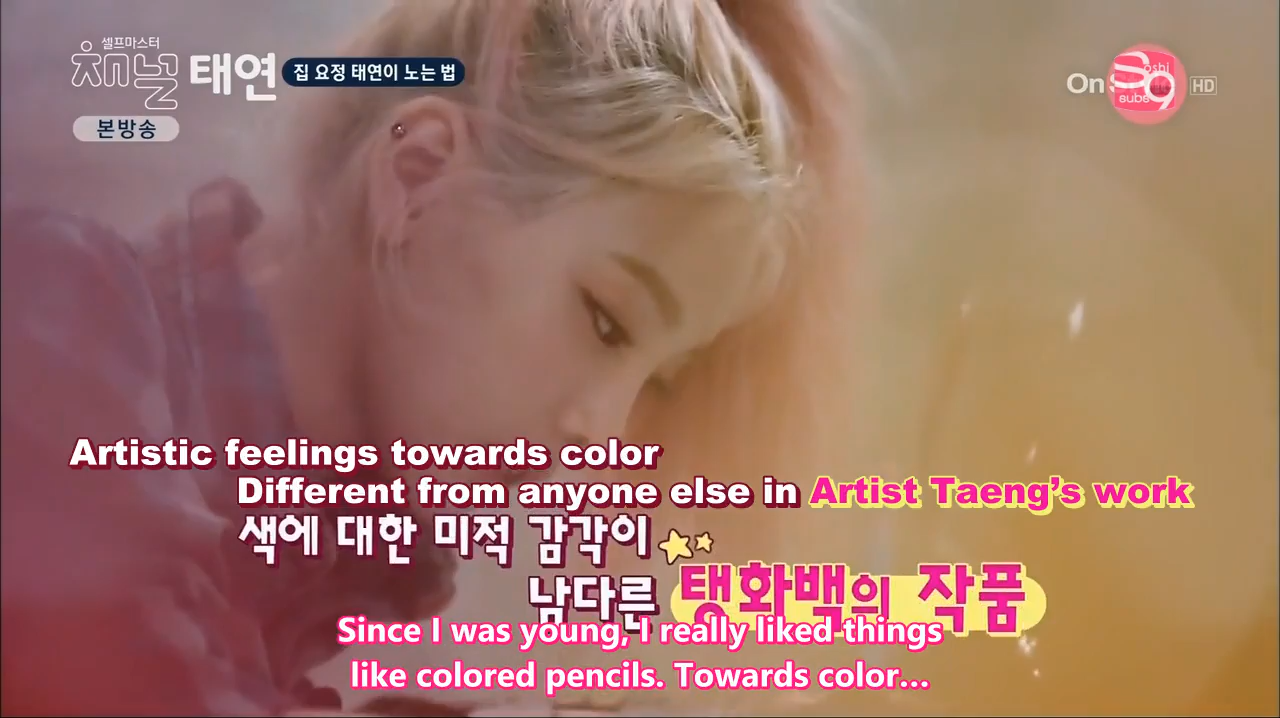 셀프마스터
채널 태연 집 요정 태연이 노는 법
본방송
On
Soshi
subs9
HD
Artistic feelings towards color
Different from anyone else in Artist Taeng's work
색에 대한 미적 감각이
남다른 탱화백의 작품
Since I was young, I really liked things
like colored pencils. Towards color...